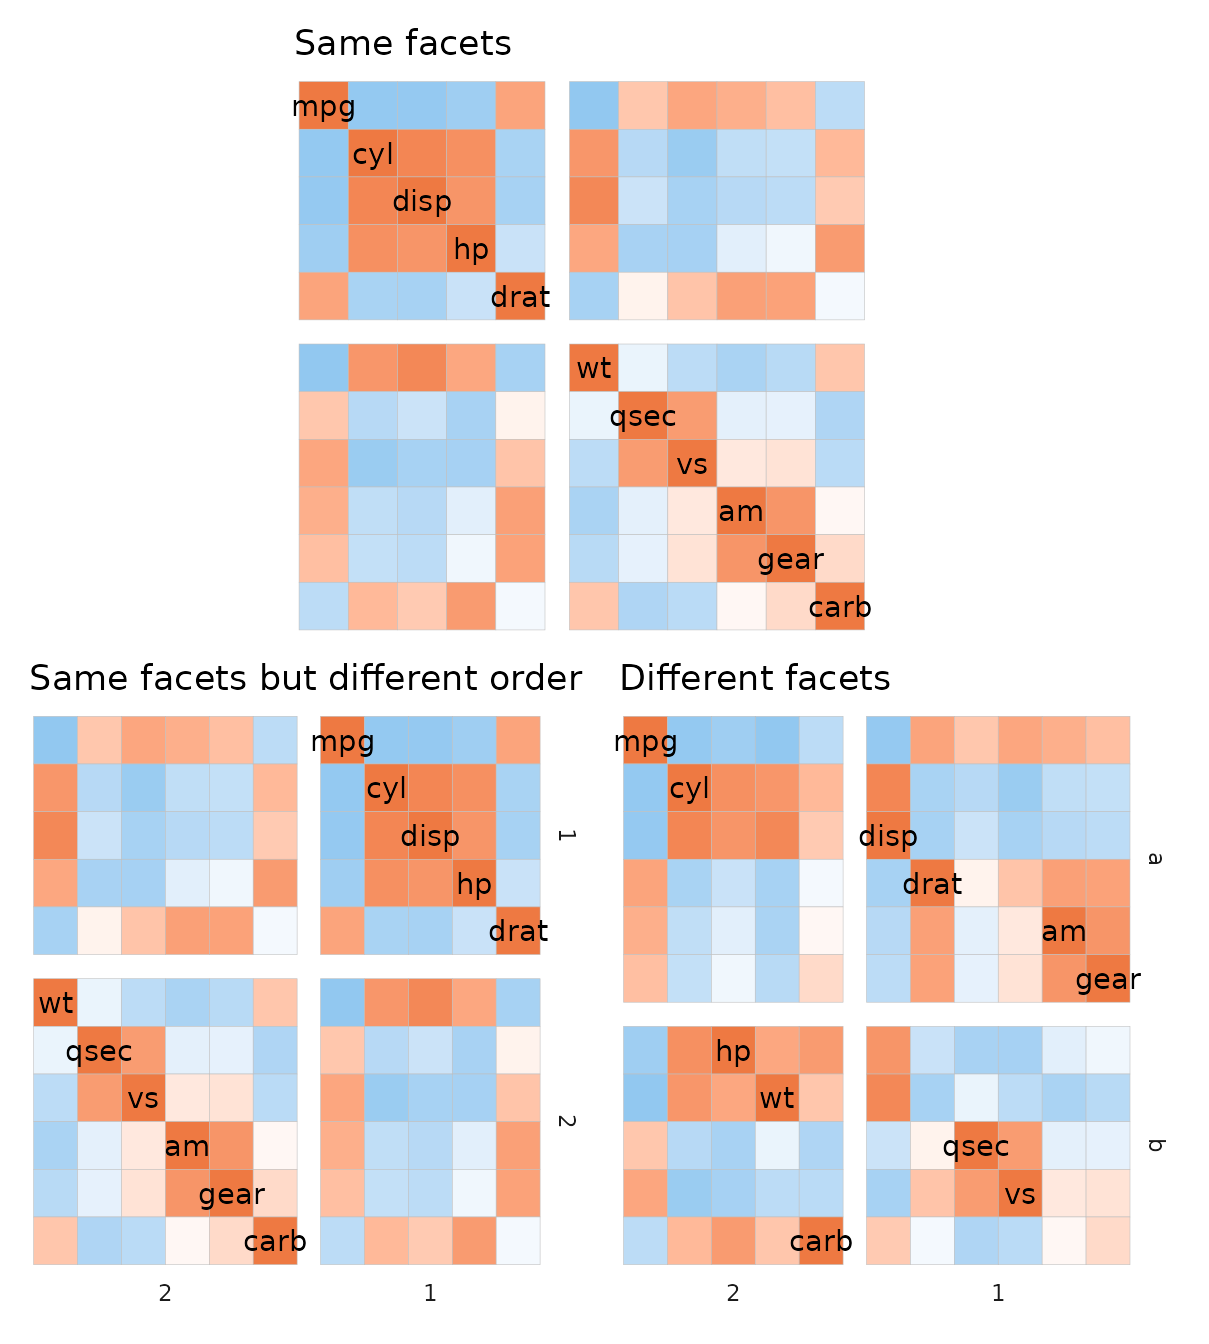 Same facets
mpg
cyl
disp
hp
drat
wt
qsec
vs
am
gear
carb
Same facets but different order
mpg
cyl
disp
hp
drat
1
wt
qsec
vs
am
gear
carb
2
2 1
Different facets
mpg
cyl
disp
drat
am
gear
a
hp
wt
qsec
vs
carb
b
2 1